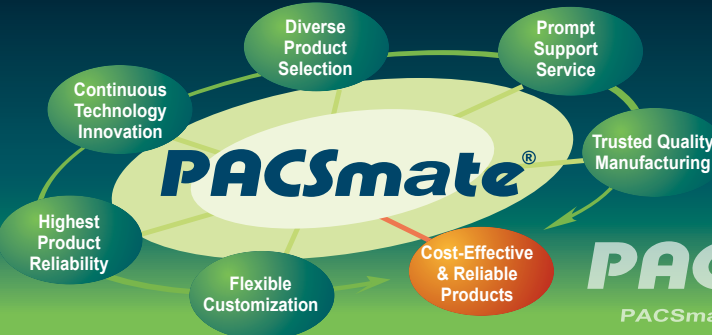 Diverse
Product
Selection
Prompt
Support
Service
Continuous
Technology
Innovation
Trusted Quality
Manufacturing
PACSmate®
Highest
Product
Reliability
Cost-Effective
& Reliable
Products
Flexible
Customization